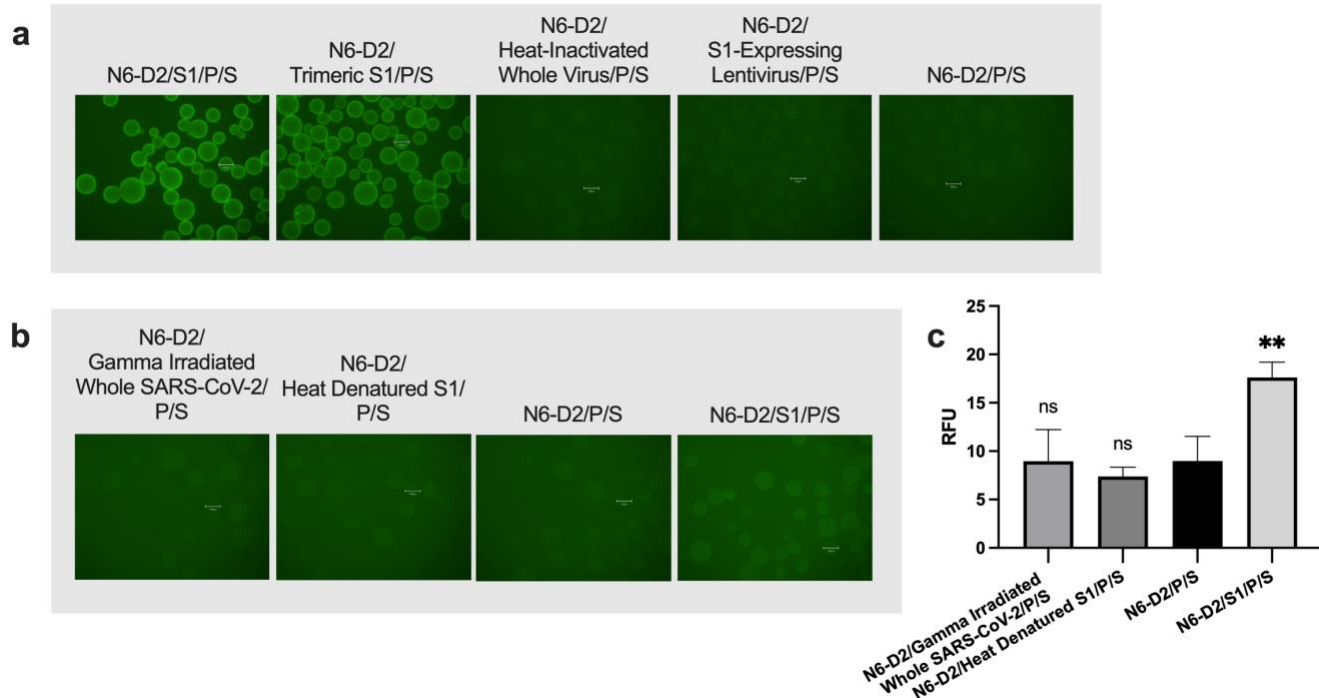 a
N6-D2/S1/P/S
N6-D2/
Trimeric S1/P/S
N6-D2/
Heat-Inactivated
Whole Virus/P/S
N6-D2/
S1-Expressing
Lentivirus/P/S
N6-D2/P/S
b
N6-D2/
Gamma Irradiated
Whole SARS-CoV-2/
P/S
N6-D2/
Heat Denatured S1/
P/S
N6-D2/P/S
N6-D2/S1/P/S
c
RFU
25
20
15
10
5
0
ns
ns
**
N6-D2/Gamma Irradiated
Whole SARS-CoV-2/P/S
N6-D2/Heat Denatured S1/P/S
N6-D2/P/S
N6-D2/S1/P/S